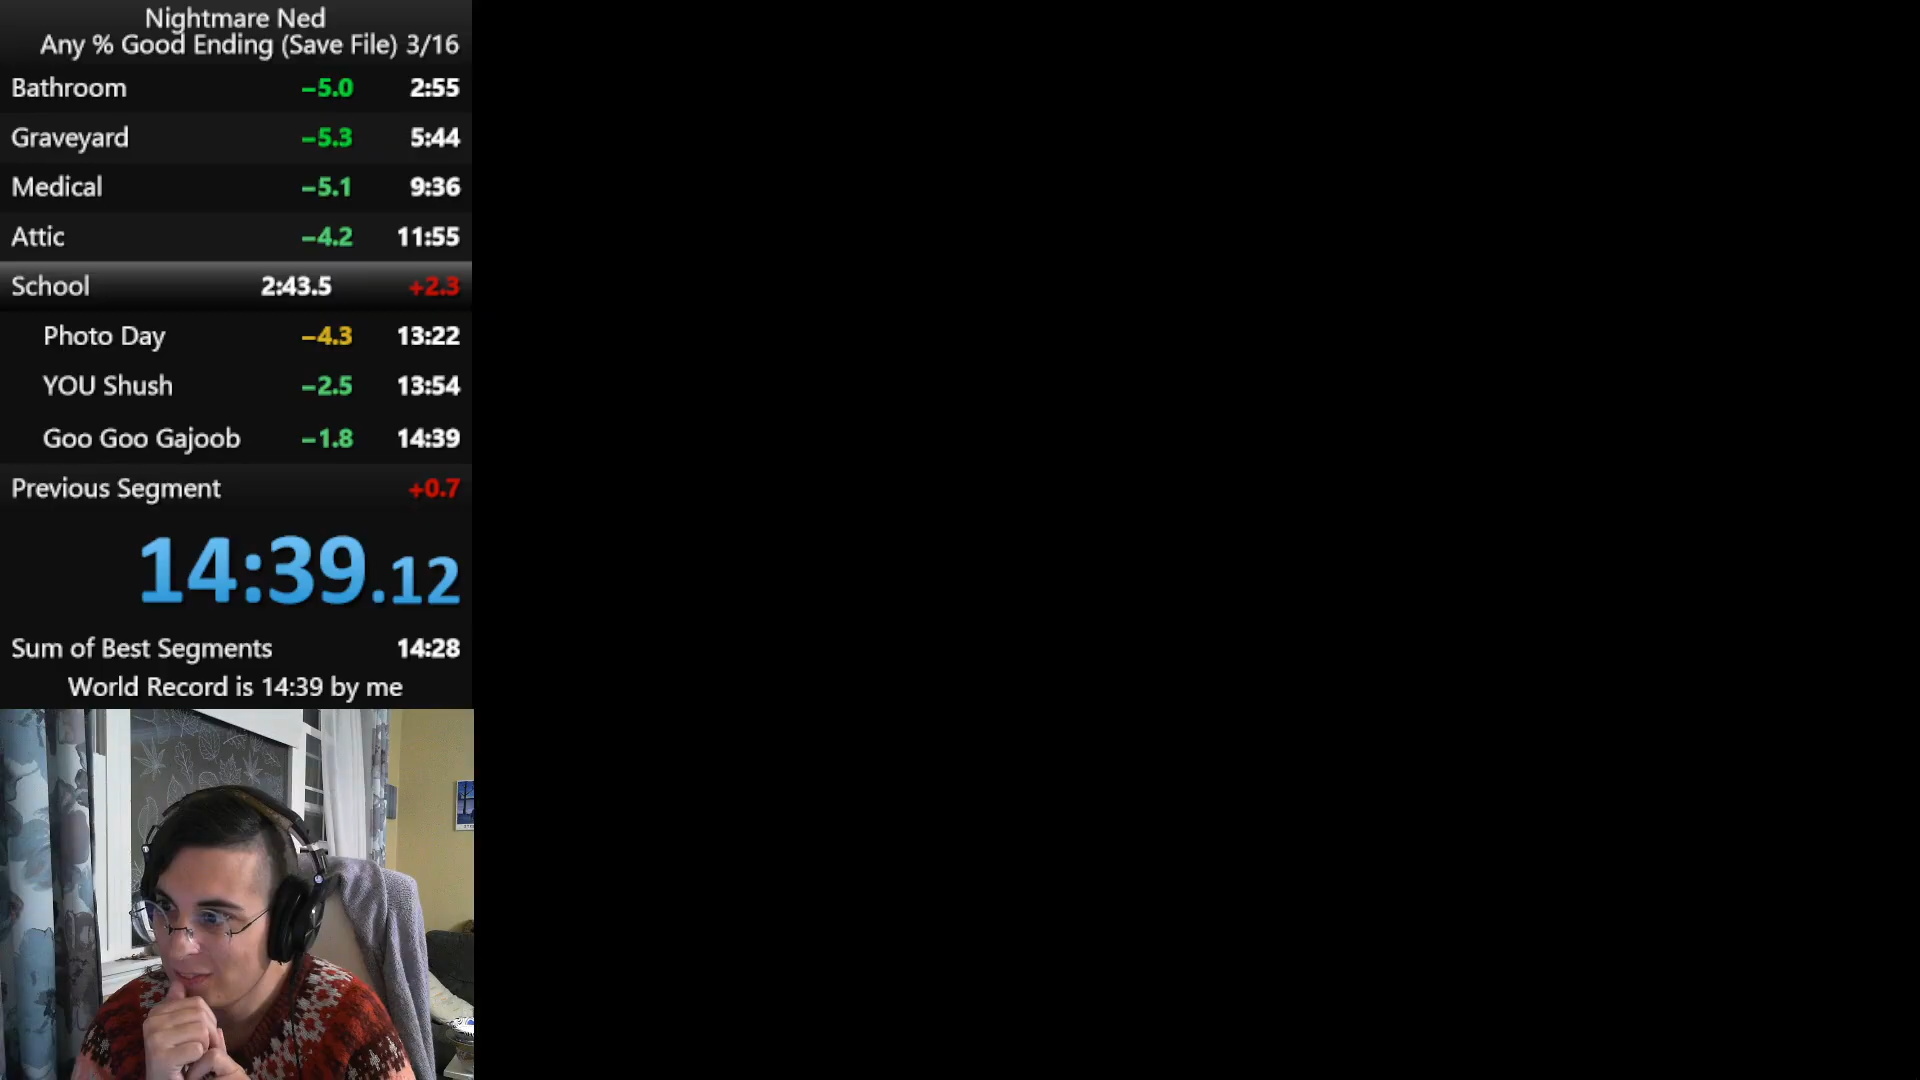 Nightmare Ned
Any % Good Ending (Save File) 3/16
Bathroom −5.0 2:55
Graveyard −5.3 5:44
Medical −5.1 9:36
Attic −4.2 11:55
School 2:43.5 +2.3
Photo Day −4.3 13:22
YOU Shush −2.5 13:54
Goo Goo Gajoob −1.8 14:39
Previous Segment +0.7
14:39.12
Sum of Best Segments 14:28
World Record is 14:39 by me